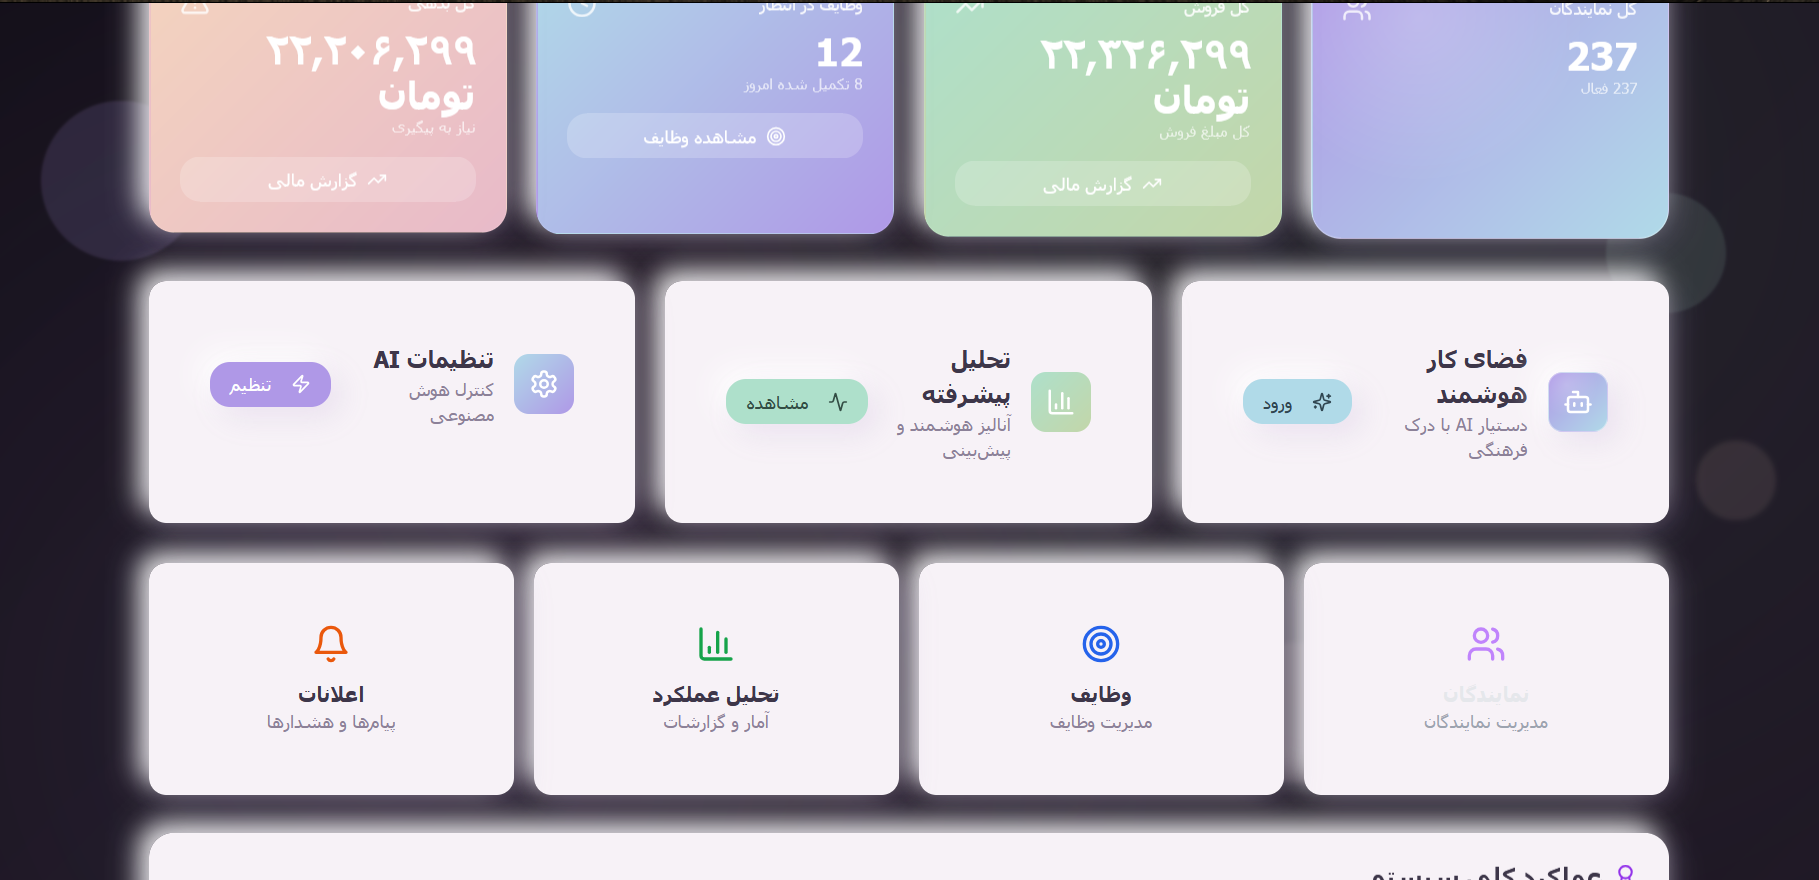 کل نمایندگان
237
237 فعال
کل فروش
۲۲,۳۲۶,۲۹۹
تومان
کل مبلغ فروش
گزارش مالی
وظایف در انتظار
12
8 تکمیل شده امروز
مشاهده وظایف
کل بدهی
۲۲,۲۰۶,۲۹۹
تومان
نیاز به پیگیری
گزارش مالی
فضای کار
هوشمند
دستیار AI با درک
فرهنگی
ورود
تحلیل
پیشرفته
آنالیز هوشمند و
پیش‌بینی
مشاهده
تنظیمات AI
کنترل هوش
مصنوعی
تنظیم
نمایندگان
مدیریت نمایندگان
وظایف
مدیریت وظایف
تحلیل عملکرد
آمار و گزارشات
اعلانات
پیام‌ها و هشدارها
عملکرد کلی سیستم